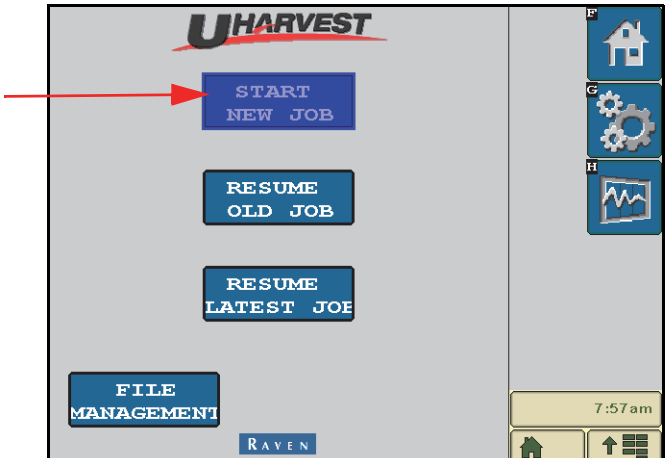 UHARVEST
START
NEW JOB
RESUME
OLD JOB
RESUME
LATEST JOB
FILE
MANAGEMENT
RAVEN
F
G
H
7:57am